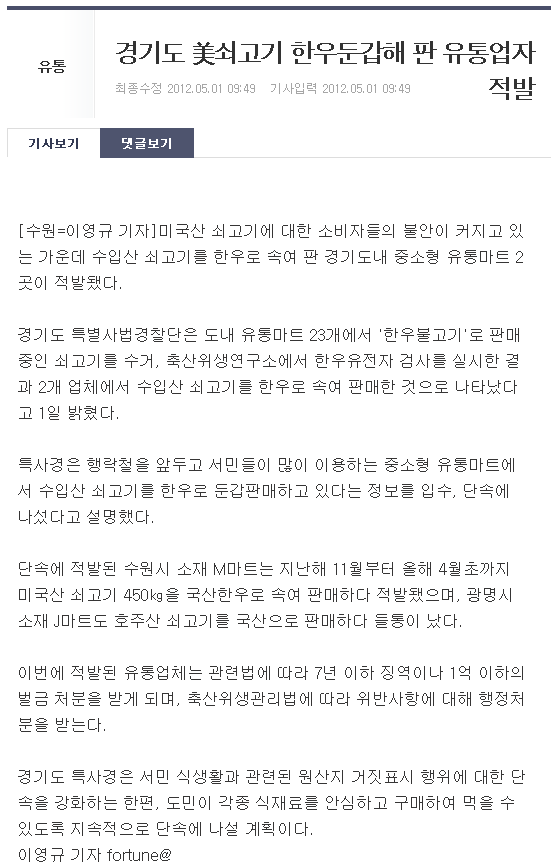 유통
경기도 美쇠고기 한우둔갑해 판 유통업자
적발
최종수정 2012.05.01 09:49 기사입력 2012.05.01 09:49
기사보기 댓글보기
[수원=이영규 기자]미국산 쇠고기에 대한 소비자들의 불안이 커지고 있
는 가운데 수입산 쇠고기를 한우로 속여 판 경기도내 중소형 유통마트 2
곳이 적발됐다.
경기도 특별사법경찰단은 도내 유통마트 23개에서 '한우불고기'로 판매
중인 쇠고기를 수거, 축산위생연구소에서 한우유전자 검사를 실시한 결
과 2개 업체에서 수입산 쇠고기를 한우로 속여 판매한 것으로 나타났다
고 1일 밝혔다.
특사경은 행락철을 앞두고 서민들이 많이 이용하는 중소형 유통마트에
서 수입산 쇠고기를 한우로 둔갑판매하고 있다는 정보를 입수, 단속에
나섰다고 설명했다.
단속에 적발된 수원시 소재 M마트는 지난해 11월부터 올해 4월초까지
미국산 쇠고기 450㎏을 국산한우로 속여 판매하다 적발됐으며, 광명시
소재 J마트도 호주산 쇠고기를 국산으로 판매하다 들통이 났다.
이번에 적발된 유통업체는 관련법에 따라 7년 이하 징역이나 1억 이하의
벌금 처분을 받게 되며, 축산위생관리법에 따라 위반사항에 대해 행정처
분을 받는다.
경기도 특사경은 서민 식생활과 관련된 원산지 거짓표시 행위에 대한 단
속을 강화하는 한편, 도민이 각종 식재료를 안심하고 구매하여 먹을 수
있도록 지속적으로 단속에 나설 계획이다.
이영규 기자 fortune@